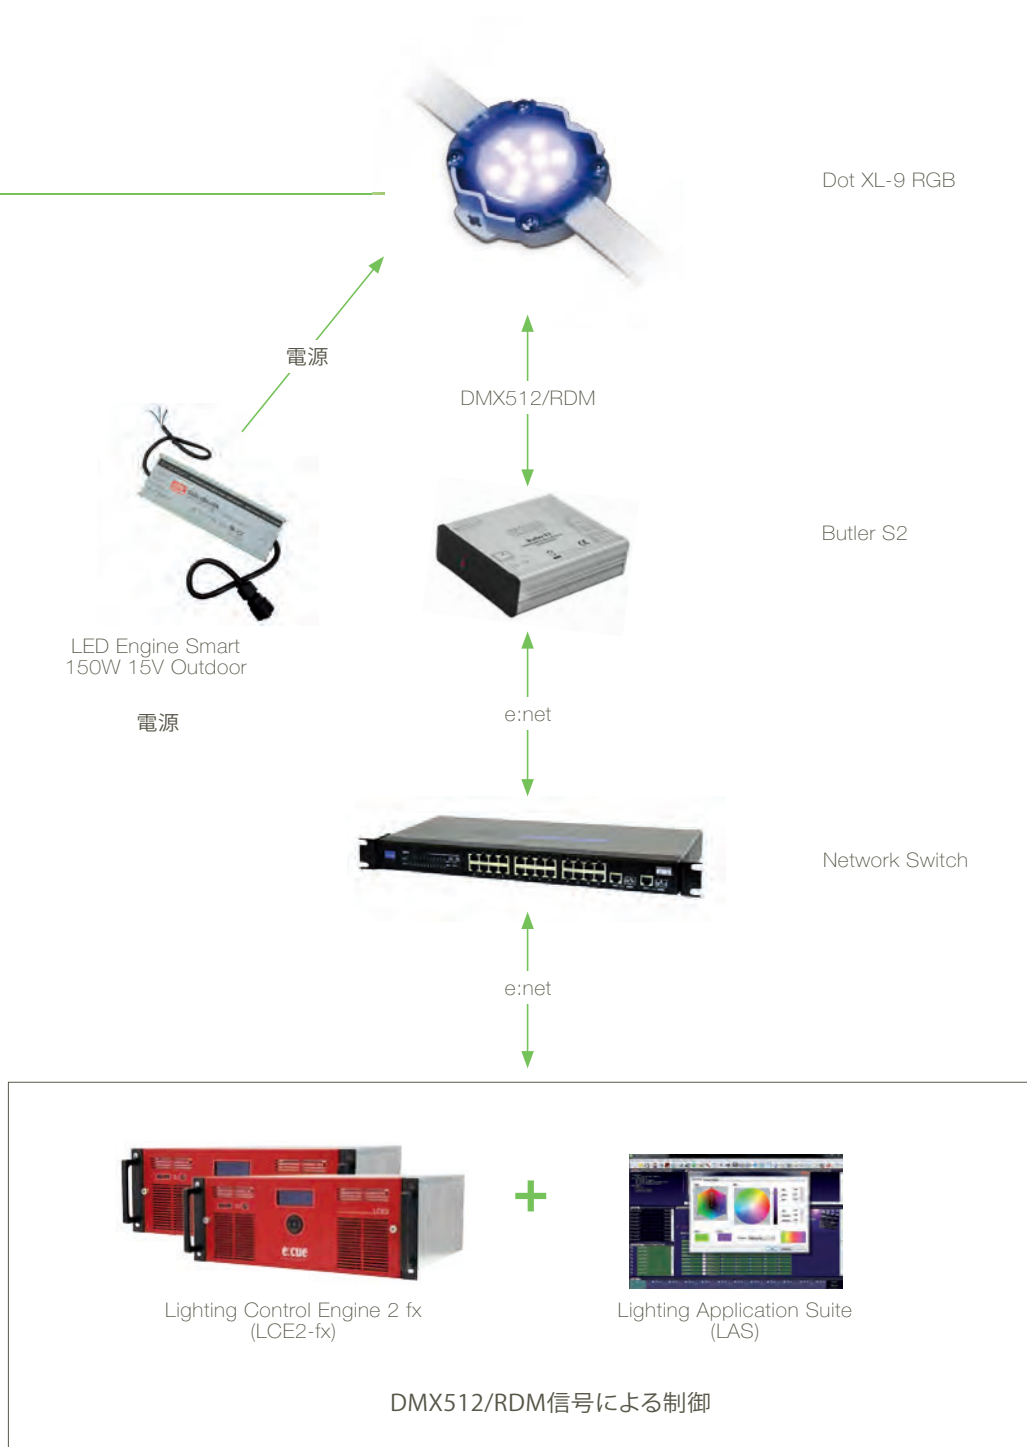 Dot XL-9 RGB
電源
DMX512/RDM
Butler S2
LED Engine Smart
150W 15V Outdoor
電源
e:net
Network Switch
e:net
e:cue
Lighting Control Engine 2 fx
(LCE2-fx)
Lighting Application Suite
(LAS)
DMX512/RDM信号による制御